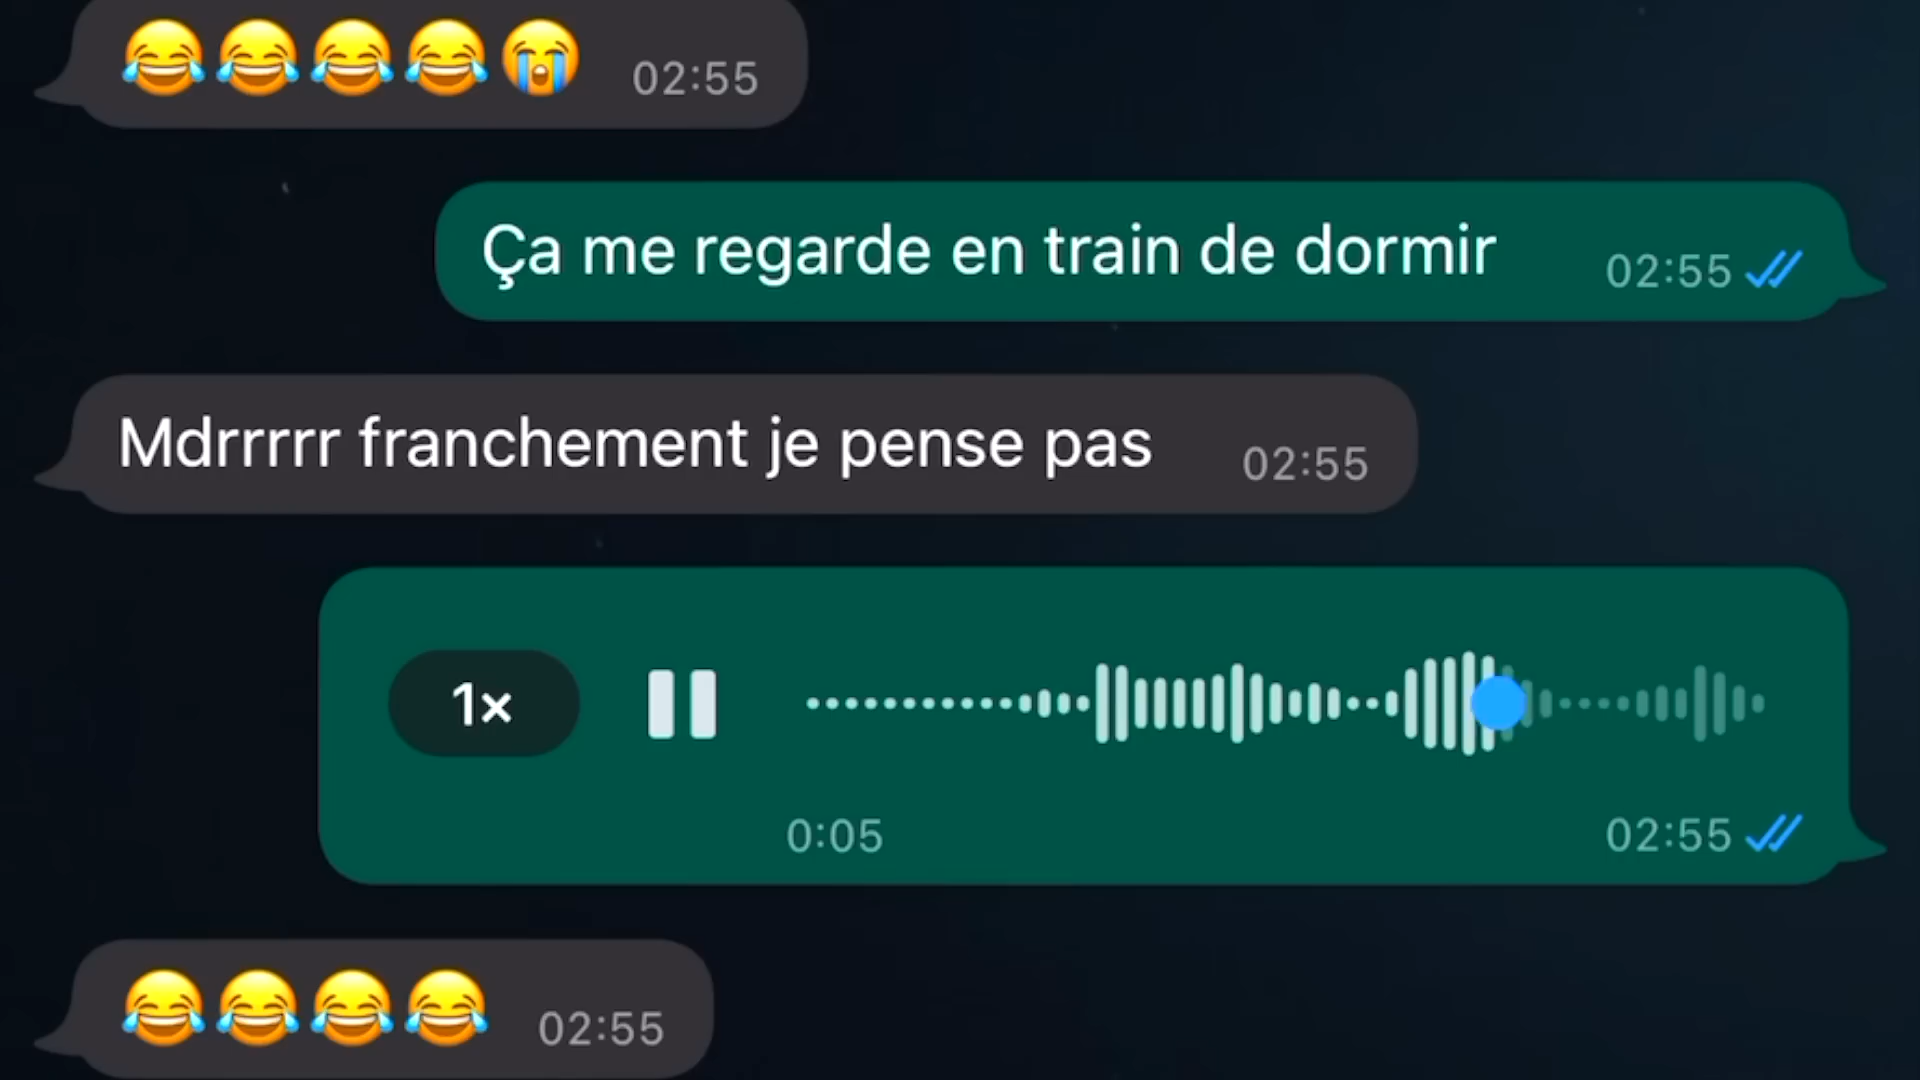 😂😂😂😂😭 02:55
Ça me regarde en train de dormir 02:55
Mdrrrrr franchement je pense pas 02:55
1×
0:05 02:55
😂😂😂😂 02:55